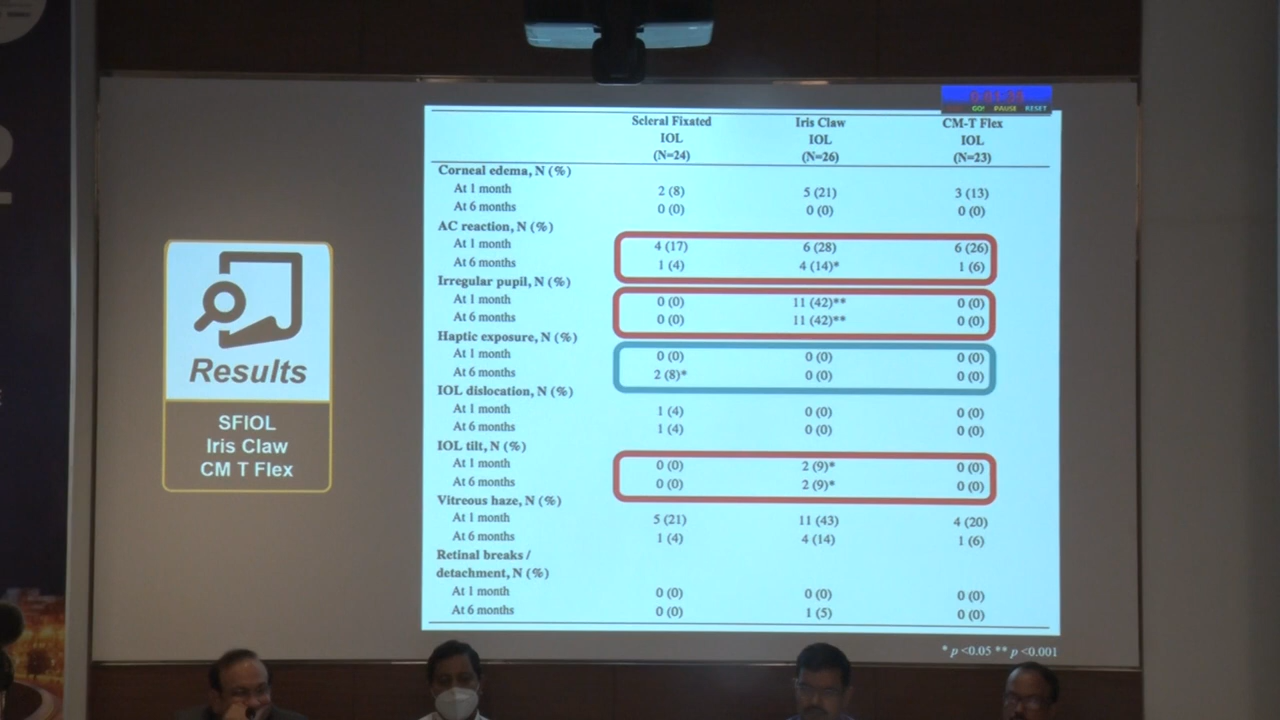 GO! PAUSE RESET
Scleral Fixated Iris Claw CM-T Flex
IOL IOL IOL
(N=24) (N=26) (N=23)
Corneal edema, N (%)
At 1 month 2 (8) 5 (21) 3 (13)
At 6 months 0 (0) 0 (0) 0 (0)
AC reaction, N (%)
At 1 month 4 (17) 6 (28) 6 (26)
At 6 months 1 (4) 4 (14)* 1 (6)
Irregular pupil, N (%)
At 1 month 0 (0) 11 (42)** 0 (0)
At 6 months 0 (0) 11 (42)** 0 (0)
Haptic exposure, N (%)
At 1 month 0 (0) 0 (0) 0 (0)
At 6 months 2 (8)* 0 (0) 0 (0)
IOL dislocation, N (%)
At 1 month 1 (4) 0 (0) 0 (0)
At 6 months 1 (4) 0 (0) 0 (0)
IOL tilt, N (%)
At 1 month 0 (0) 2 (9)* 0 (0)
At 6 months 0 (0) 2 (9)* 0 (0)
Vitreous haze, N (%)
At 1 month 5 (21) 11 (43) 4 (20)
At 6 months 1 (4) 4 (14) 1 (6)
Retinal breaks /
detachment, N (%)
At 1 month 0 (0) 0 (0) 0 (0)
At 6 months 0 (0) 1 (5) 0 (0)
* p <0.05 ** p <0.001
Results
SFIOL
Iris Claw
CM T Flex